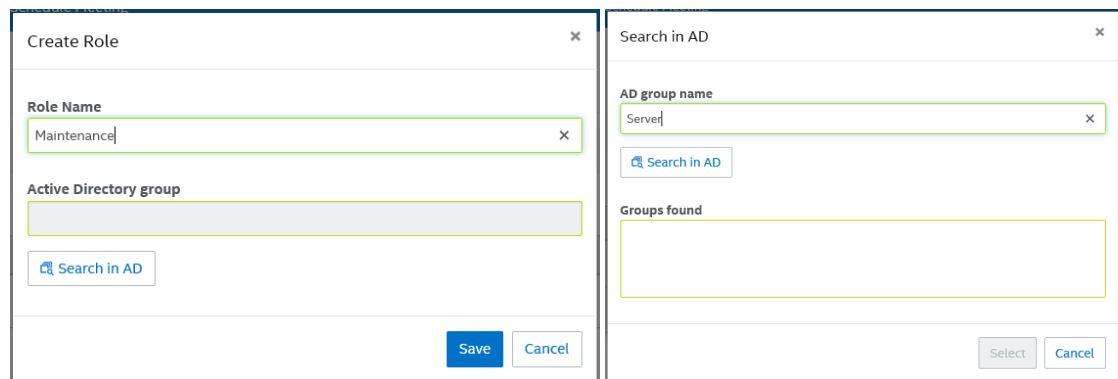 Create Role
×
Role Name
Maintenance
×
Active Directory group
Search in AD
Save
Cancel
Search in AD
×
AD group name
Server
×
Search in AD
Groups found
Select
Cancel